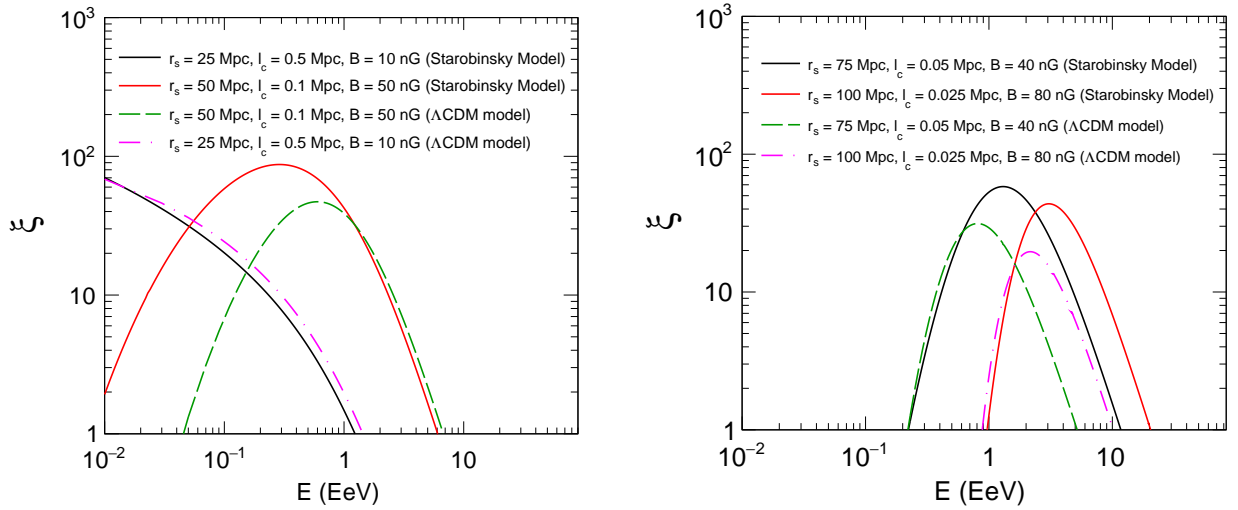 10³
r_s = 25 Mpc, l_c = 0.5 Mpc, B = 10 nG (Starobinsky Model)
r_s = 50 Mpc, l_c = 0.1 Mpc, B = 50 nG (Starobinsky Model)
r_s = 50 Mpc, l_c = 0.1 Mpc, B = 50 nG (ΛCDM model)
r_s = 25 Mpc, l_c = 0.5 Mpc, B = 10 nG (ΛCDM model)
10²
ξ
10
1
10⁻² 10⁻¹ 1 10
E (EeV)
10³
r_s = 75 Mpc, l_c = 0.05 Mpc, B = 40 nG (Starobinsky Model)
r_s = 100 Mpc, l_c = 0.025 Mpc, B = 80 nG (Starobinsky Model)
r_s = 75 Mpc, l_c = 0.05 Mpc, B = 40 nG (ΛCDM model)
r_s = 100 Mpc, l_c = 0.025 Mpc, B = 80 nG (ΛCDM model)
10²
ξ
10
1
10⁻² 10⁻¹ 1 10
E (EeV)